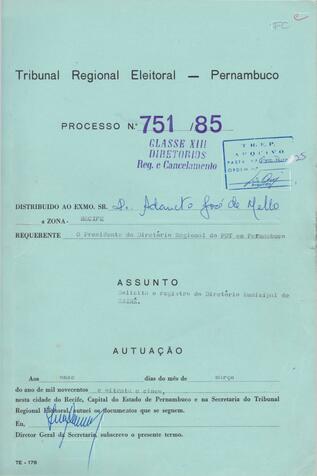 Tribunal Regional Eleitoral — Pernambuco
PROCESSO N.º 751 /85
CLASSE XIII
DIRETORIOS
Reg. e Cancelamento
T.R.E.P.
ARQUIVO
DISTRIBUÍDO AO EXMO. SR. Dr. Adaucto José de Mello
a ZONA - RECIFE
REQUERENTE O Presidente do Diretório Regional do PDT em Pernambuco
ASSUNTO
Solicita o registro do Diretório Municipal de
AUTUAÇÃO
Aos onze dias do mês de março
do ano de mil novecentos e oitenta e cinco,
nesta cidade do Recife, Capital do Estado de Pernambuco e na Secretaria do Tribunal
Regional Eleitoral, autuei os documentos que se seguem.
Eu,
Diretor Geral da Secretaria, subscrevo o presente termo.
TE - 178